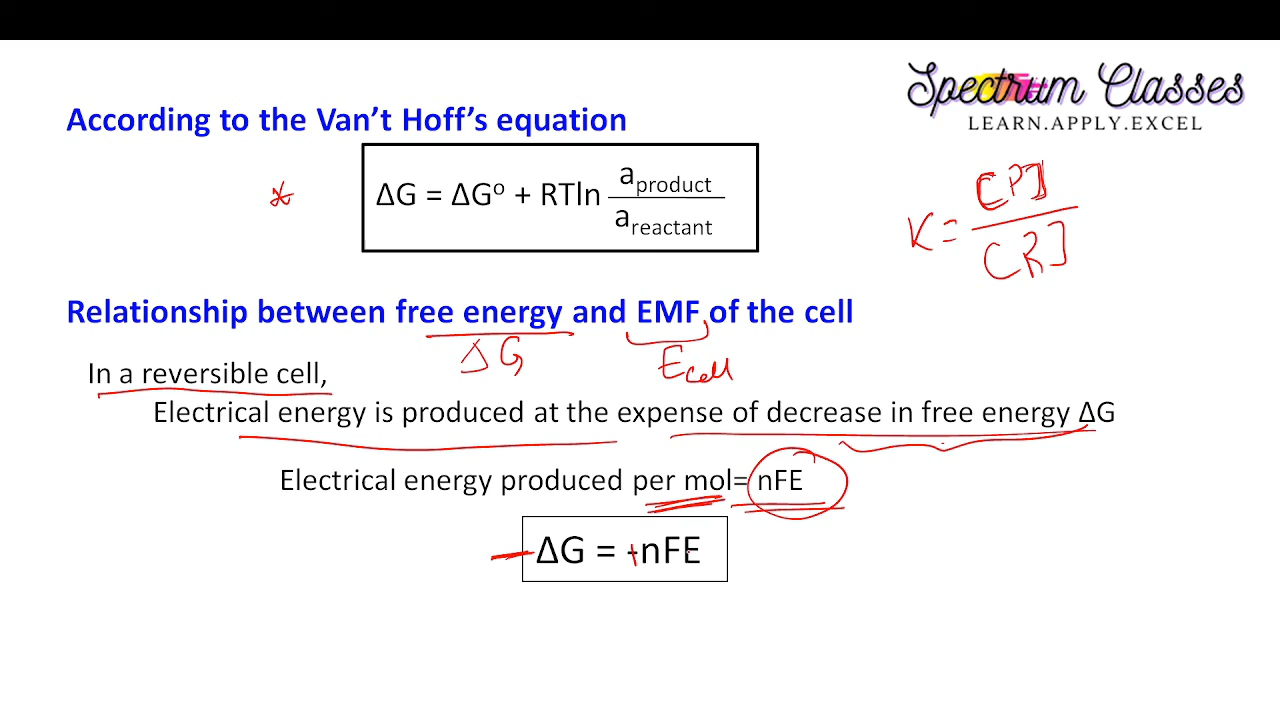 Spectrum Classes
LEARN.APPLY.EXCEL
According to the Van't Hoff's equation
* ΔG = ΔGº + RTln a_product / a_reactant
K = [P] / [R]
Relationship between free energy and EMF of the cell
ΔG Ecell
In a reversible cell,
Electrical energy is produced at the expense of decrease in free energy ΔG
Electrical energy produced per mol= nFE
- ΔG = -nFE